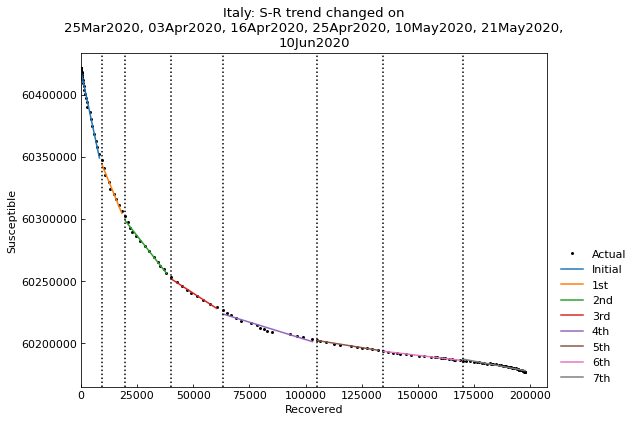 Italy: S-R trend changed on
25Mar2020, 03Apr2020, 16Apr2020, 25Apr2020, 10May2020, 21May2020,
10Jun2020
60400000
60350000
60300000
60250000
60200000
Susceptible
0
25000
50000
75000
100000
125000
150000
175000
200000
Recovered
Actual
Initial
1st
2nd
3rd
4th
5th
6th
7th